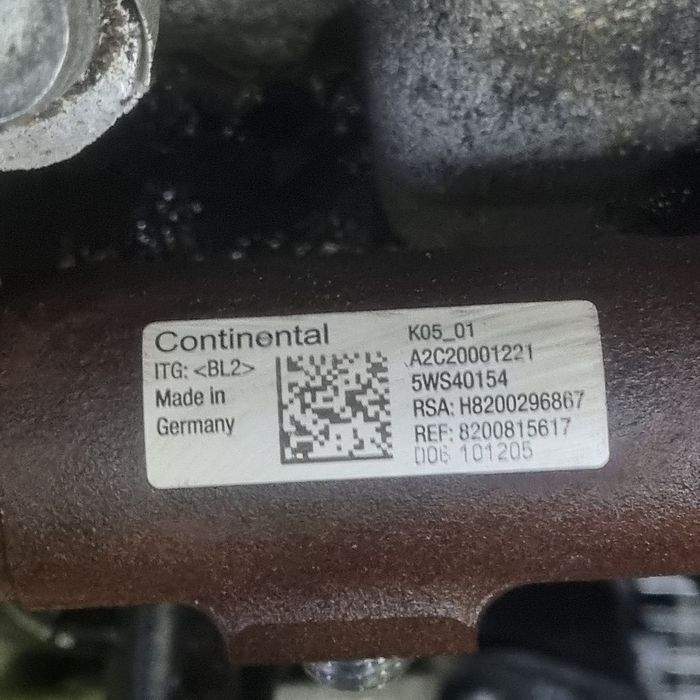 Continental
ITG: <BL2>
Made in
Germany
K05_01
A2C20001221
5WS40154
RSA: H8200296867
REF: 8200815617
D06 101205